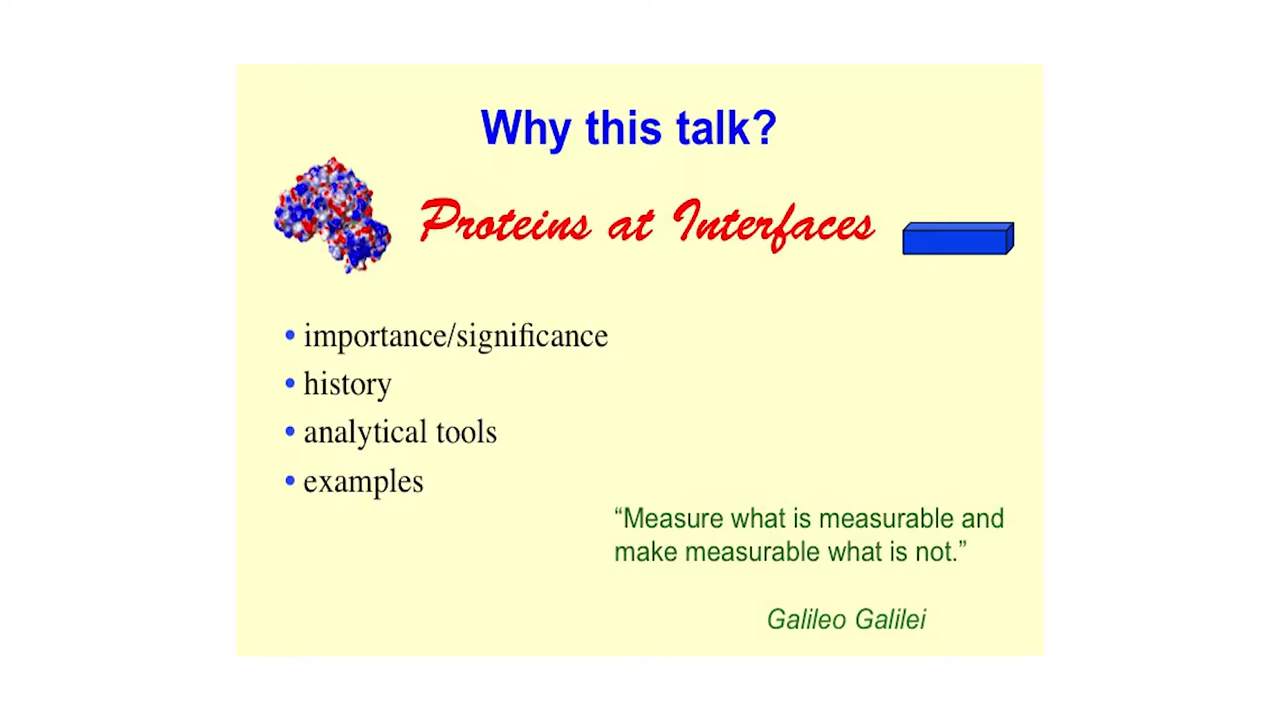 Why this talk?
Proteins at Interfaces
• importance/significance
• history
• analytical tools
• examples
“Measure what is measurable and
make measurable what is not.”
Galileo Galilei